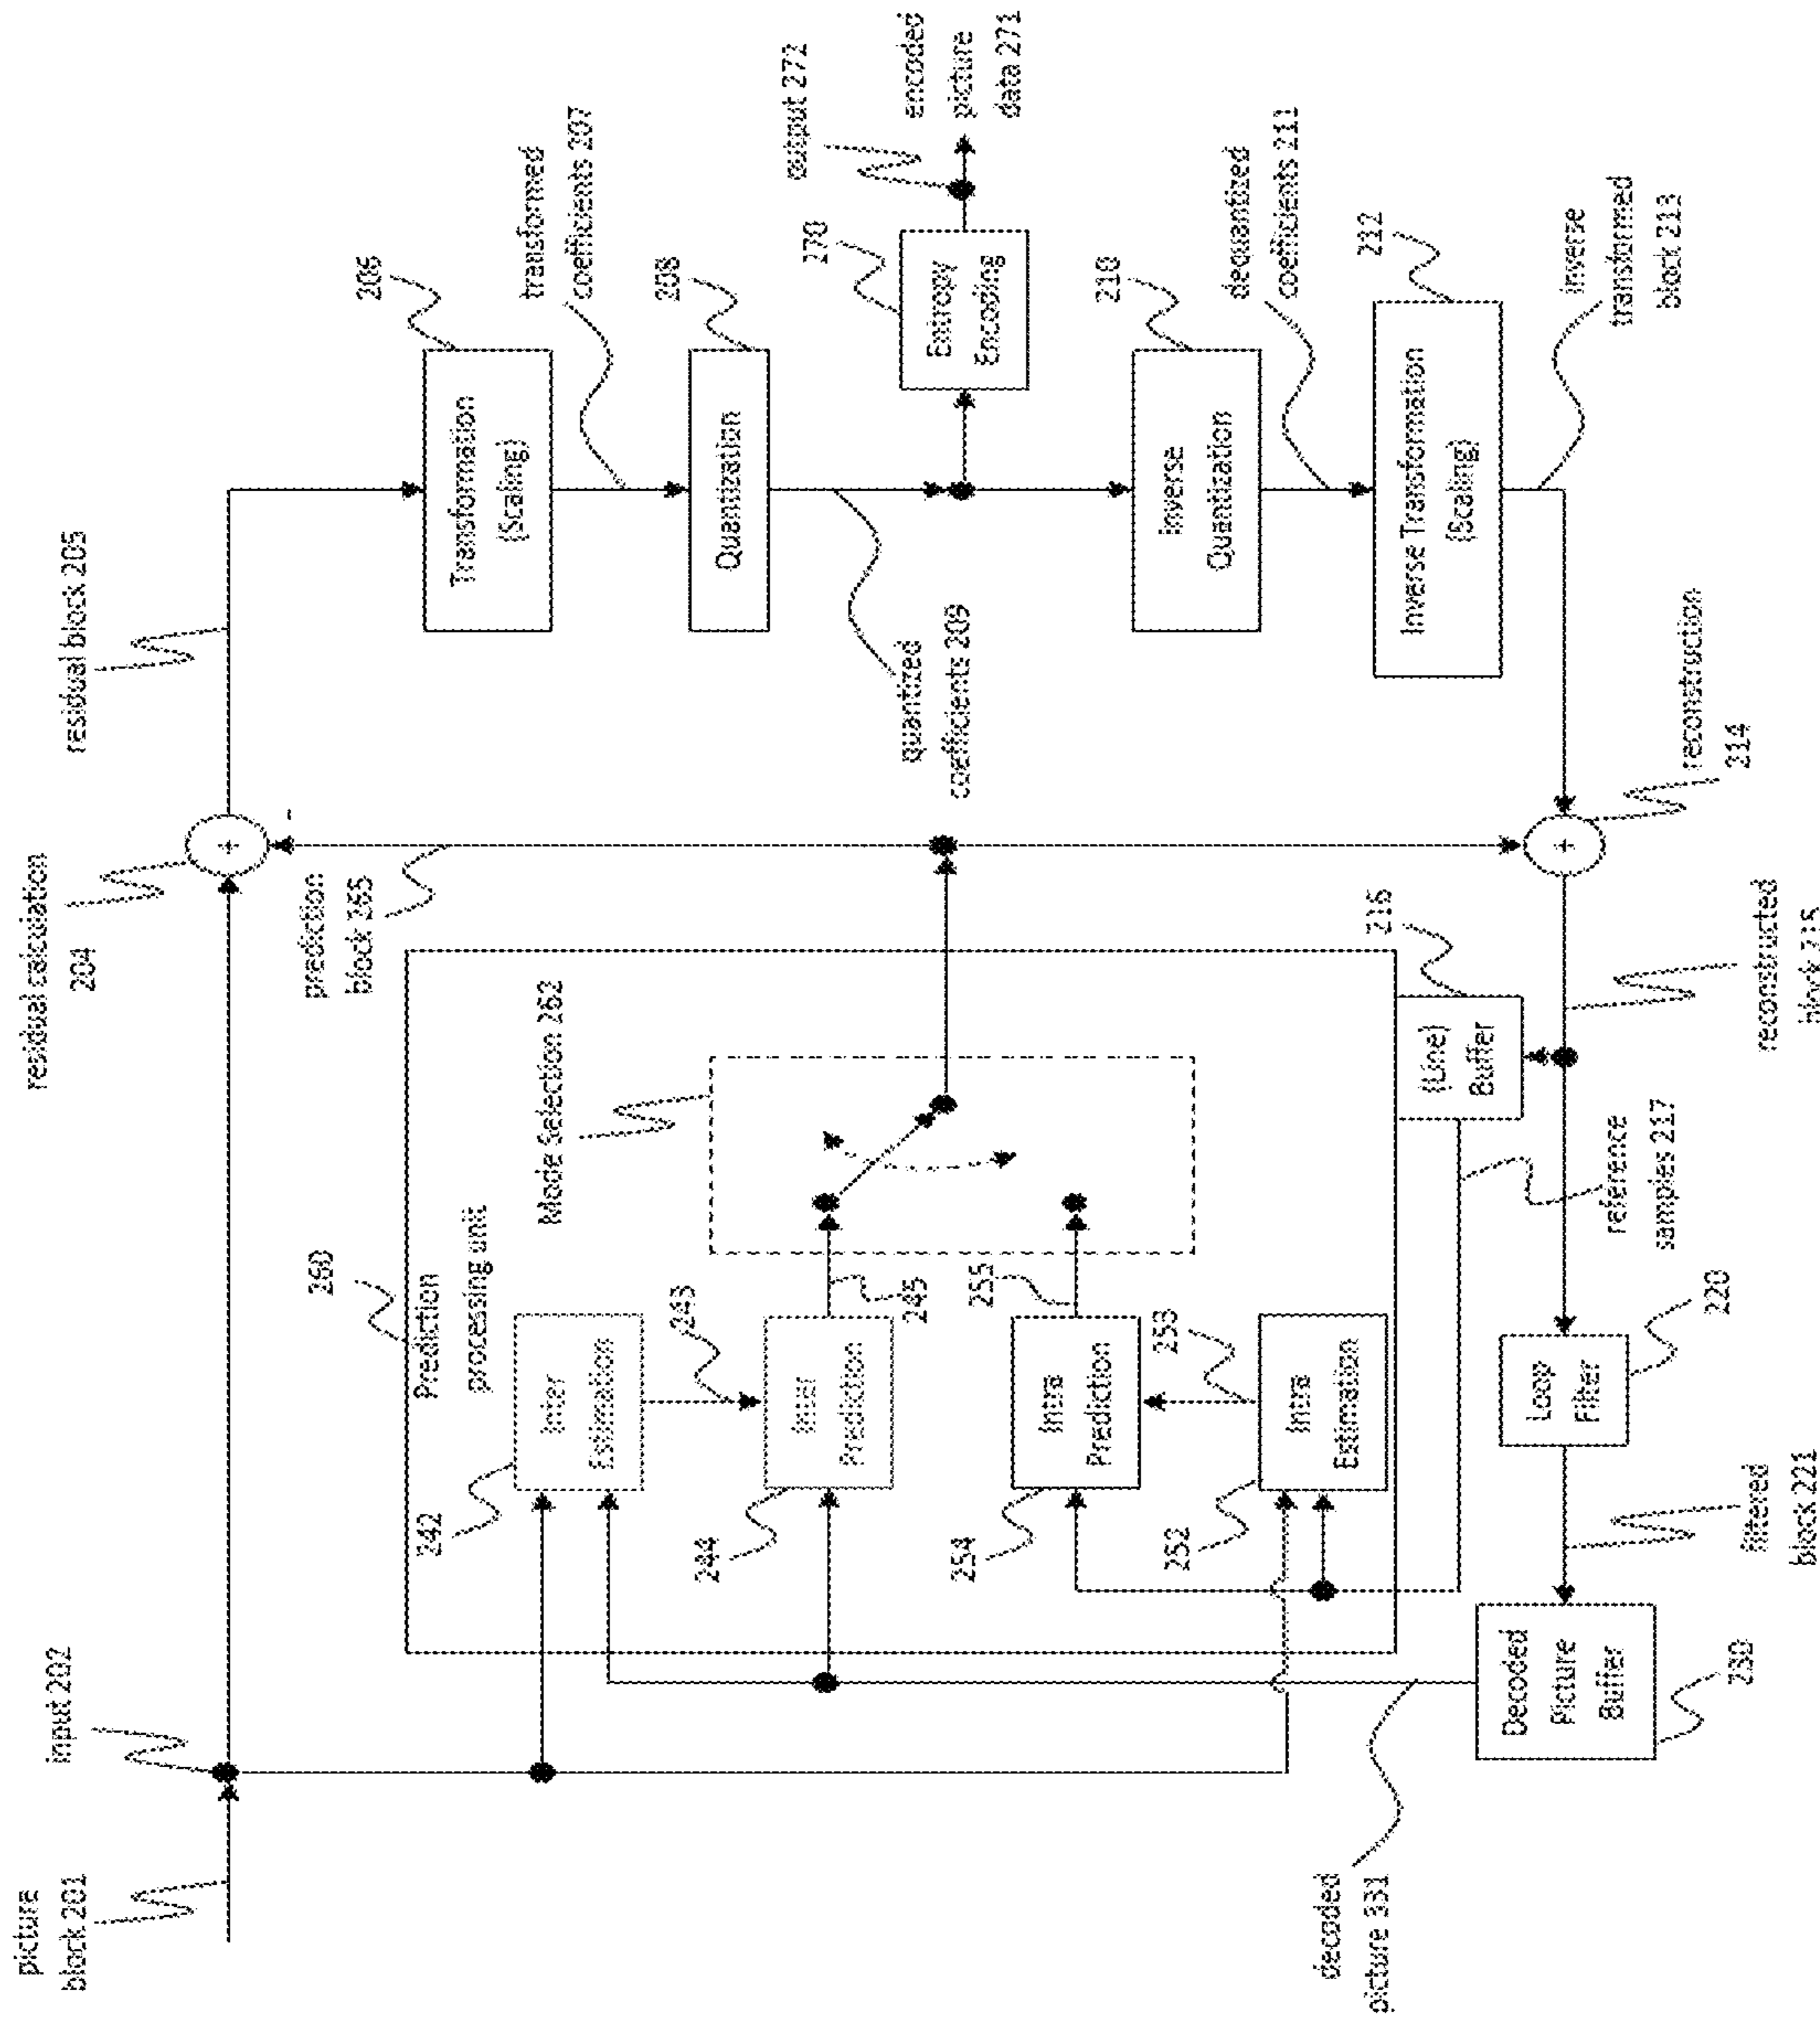 picture
block 201
input 202
residual calculation
204
residual block 205
prediction
block 265
206
Transformation
(Scaling)
transformed
coefficients 207
208
Quantization
quantized
coefficients 209
270
Entropy
Encoding
output 272
encoded
picture
data 271
210
Inverse
Quantization
dequantized
coefficients 211
212
Inverse Transformation
(Scaling)
inverse
transformed
block 213
reconstruction
214
+
-
+
260
Prediction
processing unit
Mode Selection 262
242
Inter
Estimation
243
244
Inter
Prediction
245
254
Intra
Prediction
255
253
252
Intra
Estimation
216
(Line)
Buffer
reference
samples 217
reconstructed
block 215
220
Loop
Filter
filtered
block 221
Decoded
Picture
Buffer
230
decoded
picture 331